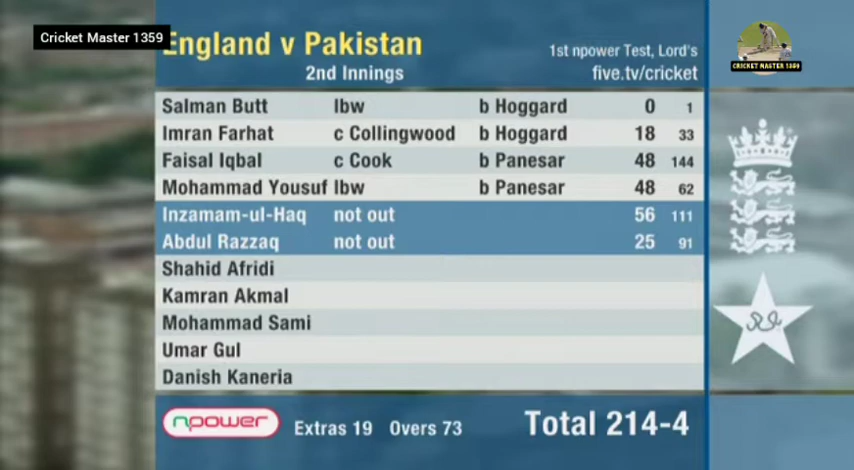 Cricket Master 1359
England v Pakistan
1st npower Test, Lord's
2nd Innings
five.tv/cricket
CRICKET MASTER 1359
Salman Butt lbw b Hoggard 0 1
Imran Farhat c Collingwood b Hoggard 18 33
Faisal Iqbal c Cook b Panesar 48 144
Mohammad Yousuf lbw b Panesar 48 62
Inzamam-ul-Haq not out 56 111
Abdul Razzaq not out 25 91
Shahid Afridi
Kamran Akmal
Mohammad Sami
Umar Gul
Danish Kaneria
npower Extras 19 Overs 73 Total 214-4